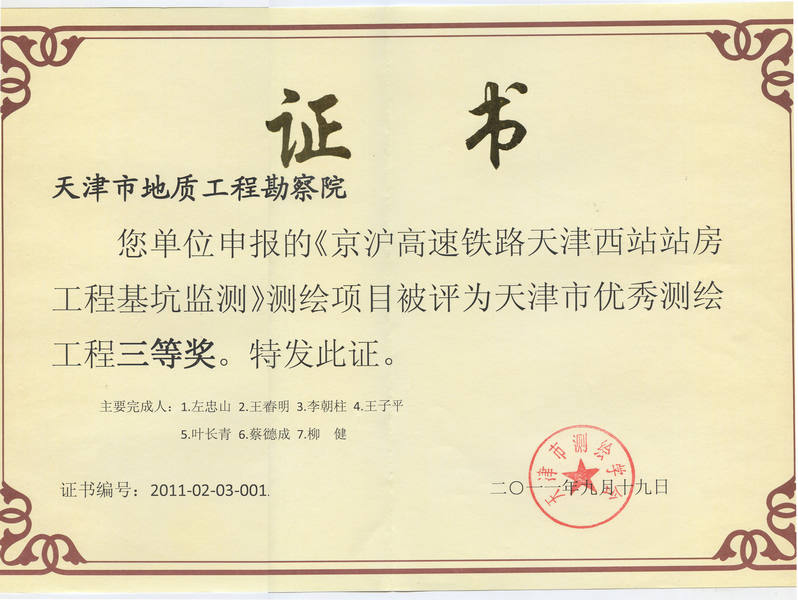 证 书
天津市地质工程勘察院
您单位申报的《京沪高速铁路天津西站站房
工程基坑监测》测绘项目被评为天津市优秀测绘
工程三等奖。特发此证。
主要完成人：1.左忠山 2.王春明 3.李朝柱 4.王子平
5.叶长青 6.蔡德成 7.柳 健
证书编号：2011-02-03-001.
天津市测绘学会
二〇一一年九月十九日